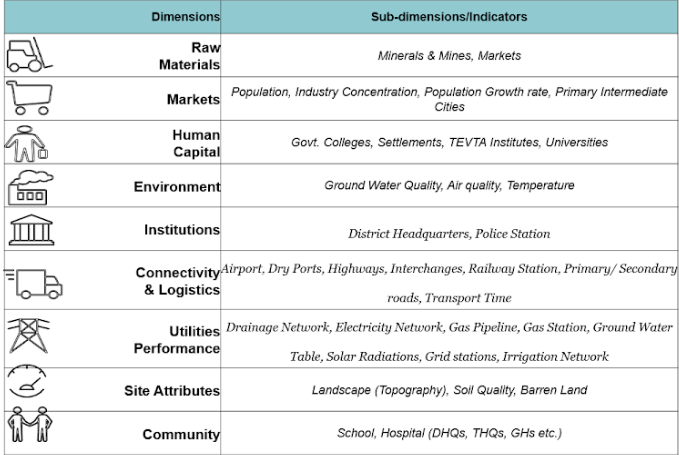 Dimensions Sub-dimensions/Indicators
Raw
Materials
Minerals & Mines, Markets
Markets
Population, Industry Concentration, Population Growth rate, Primary Intermediate
Cities
Human
Capital
Govt. Colleges, Settlements, TEVTA Institutes, Universities
Environment
Ground Water Quality, Air quality, Temperature
Institutions
District Headquarters, Police Station
Connectivity
& Logistics
Airport, Dry Ports, Highways, Interchanges, Railway Station, Primary/ Secondary
roads, Transport Time
Utilities
Performance
Drainage Network, Electricity Network, Gas Pipeline, Gas Station, Ground Water
Table, Solar Radiations, Grid stations, Irrigation Network
Site Attributes
Landscape (Topography), Soil Quality, Barren Land
Community
School, Hospital (DHQs, THQs, GHs etc.)